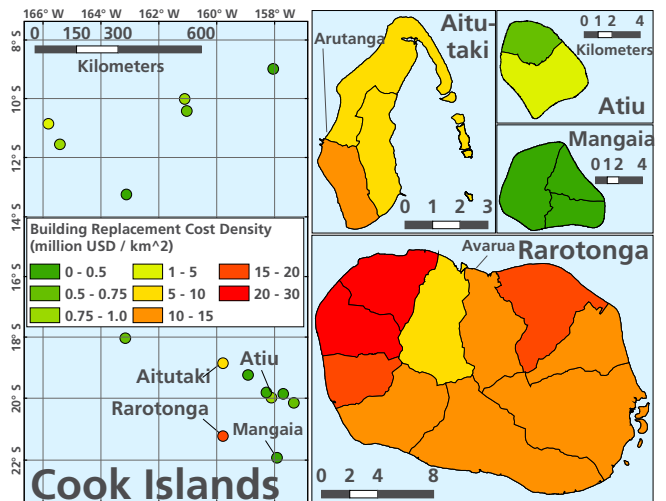 166°W 164°W 162°W 160°W 158°W
8°S
0 150 300 600
Kilometers
10°S
12°S
14°S
Building Replacement Cost Density
(million USD / km^2)
0 - 0.5 1 - 5 15 - 20
0.5 - 0.75 5 - 10 20 - 30
0.75 - 1.0 10 - 15
16°S
18°S
Aitutaki
Atiu
20°S
Rarotonga
Mangaia
22°S
Cook Islands
Aitu-
taki
Arutanga
0 1 2 3
0 1 2 4
Kilometers
Atiu
Mangaia
0 1 2 4
Avarua
Rarotonga
0 2 4 8